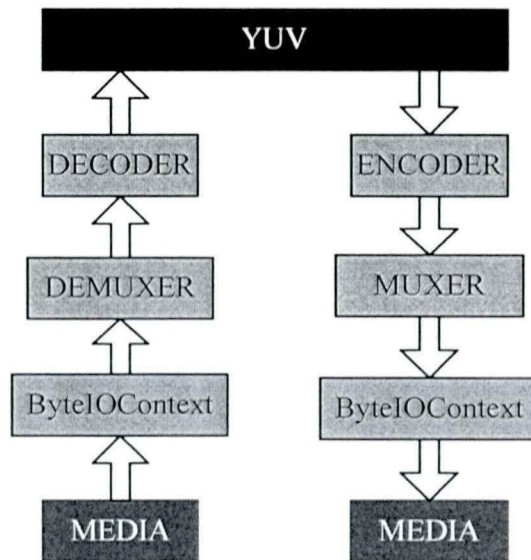 YUV
DECODER
ENCODER
DEMUXER
MUXER
ByteIOContext
ByteIOContext
MEDIA
MEDIA